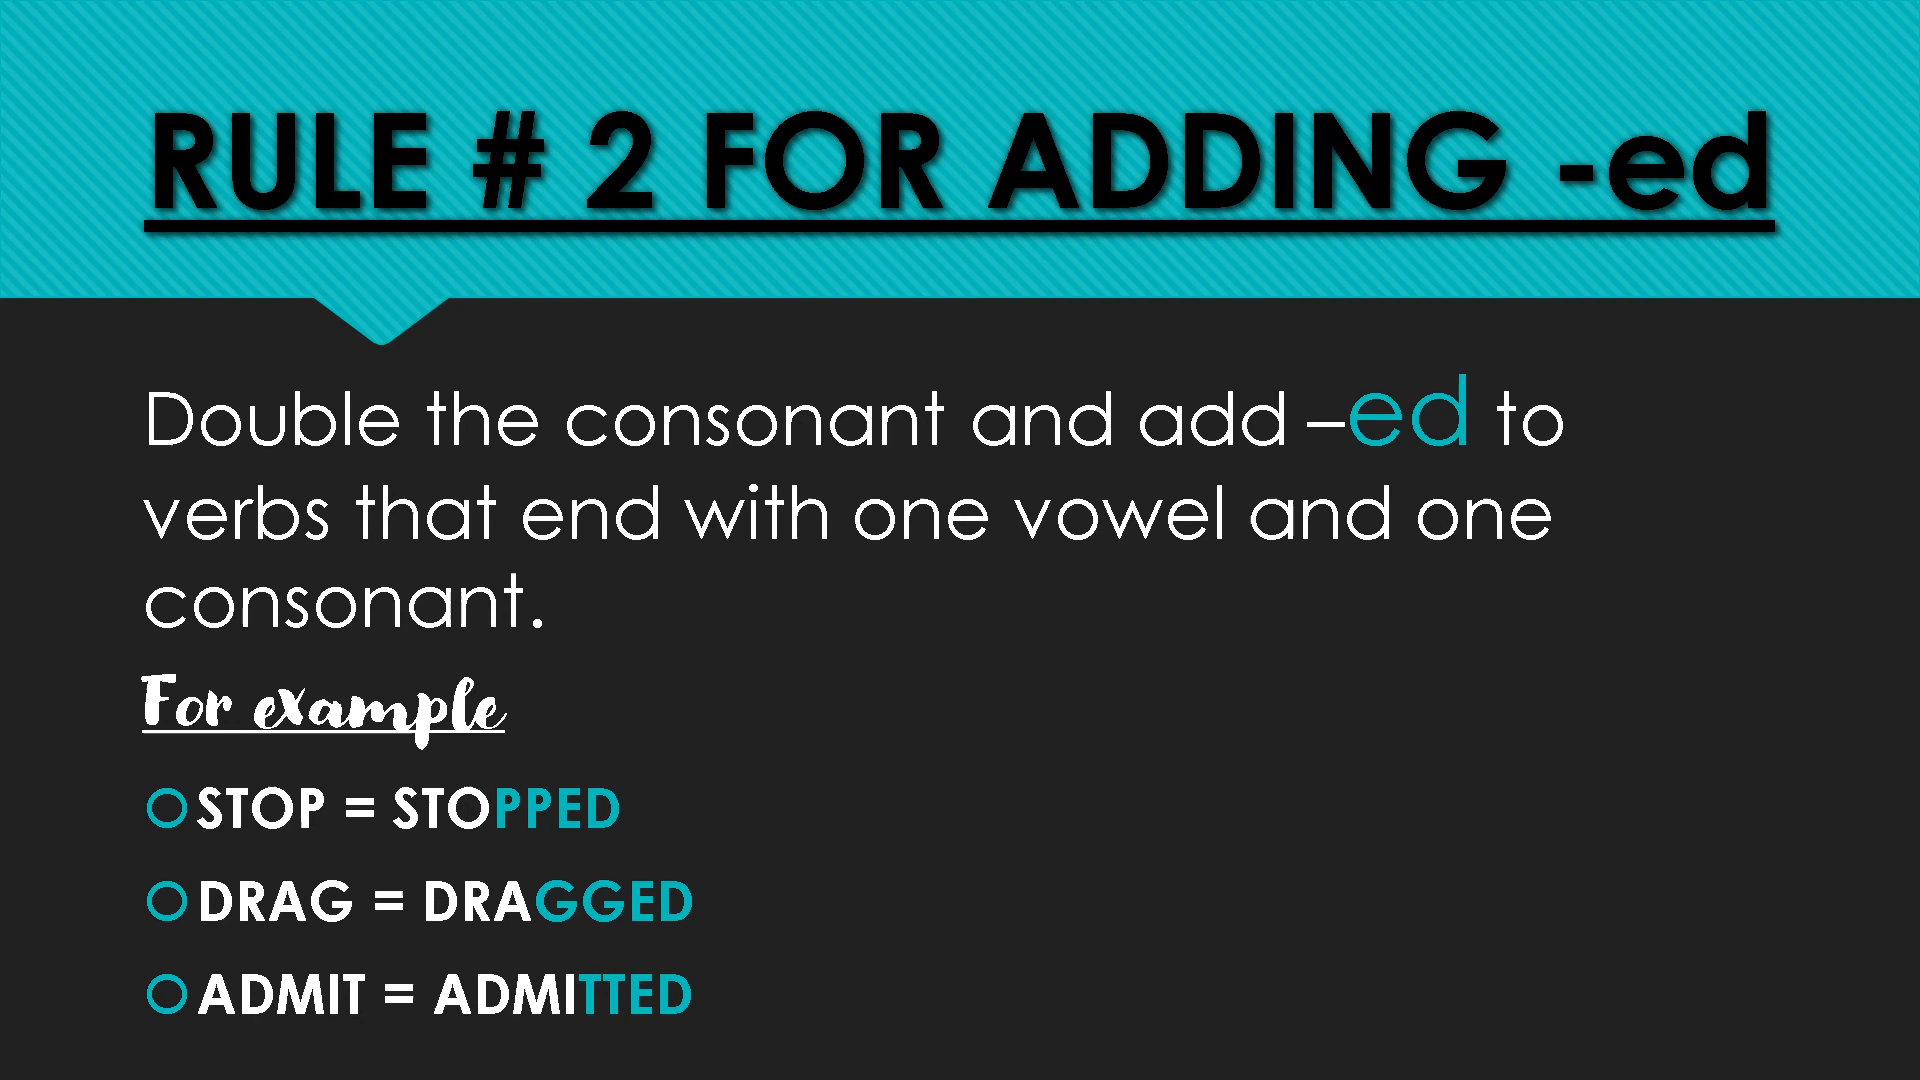 RULE # 2 FOR ADDING -ed
Double the consonant and add –ed to
verbs that end with one vowel and one
consonant.
For example
STOP = STOPPED
DRAG = DRAGGED
ADMIT = ADMITTED